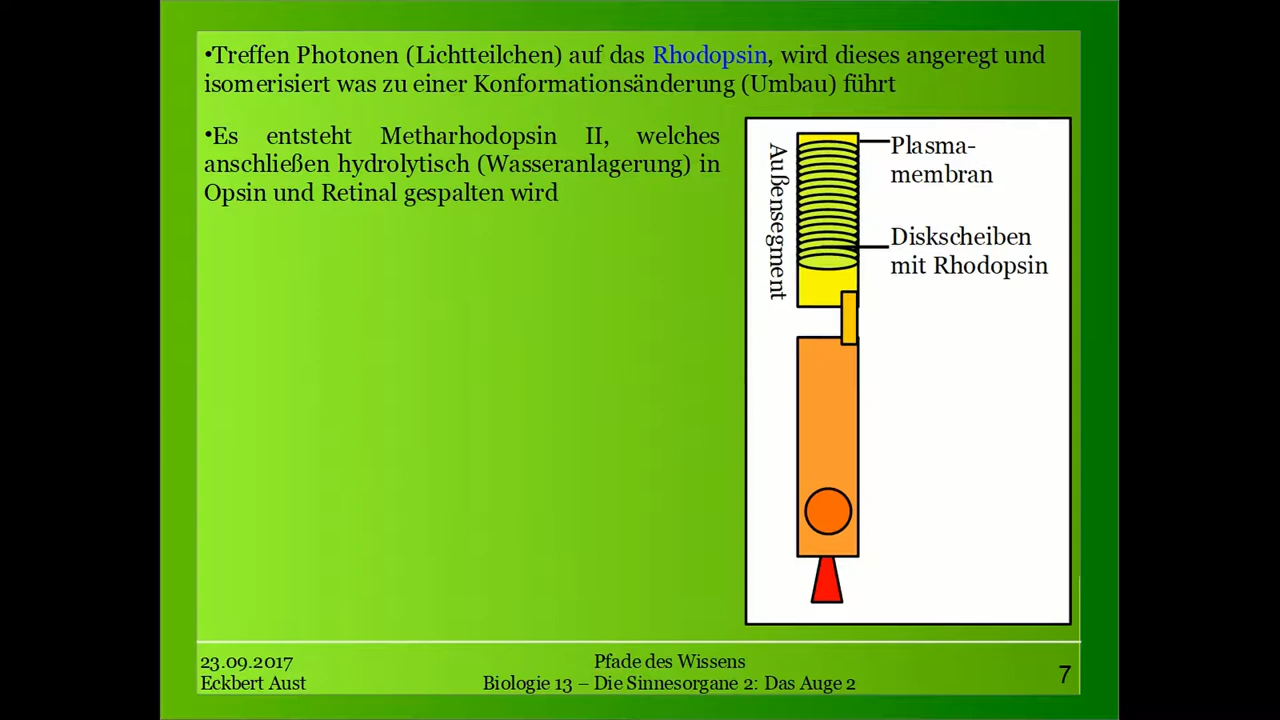 •Treffen Photonen (Lichtteilchen) auf das Rhodopsin, wird dieses angeregt und
isomerisiert was zu einer Konformationsänderung (Umbau) führt
•Es entsteht Metharhodopsin II, welches
anschließen hydrolytisch (Wasseranlagerung) in
Opsin und Retinal gespalten wird
Außensegment
Plasma-
membran
Diskscheiben
mit Rhodopsin
23.09.2017
Eckbert Aust
Pfade des Wissens
Biologie 13 – Die Sinnesorgane 2: Das Auge 2
7